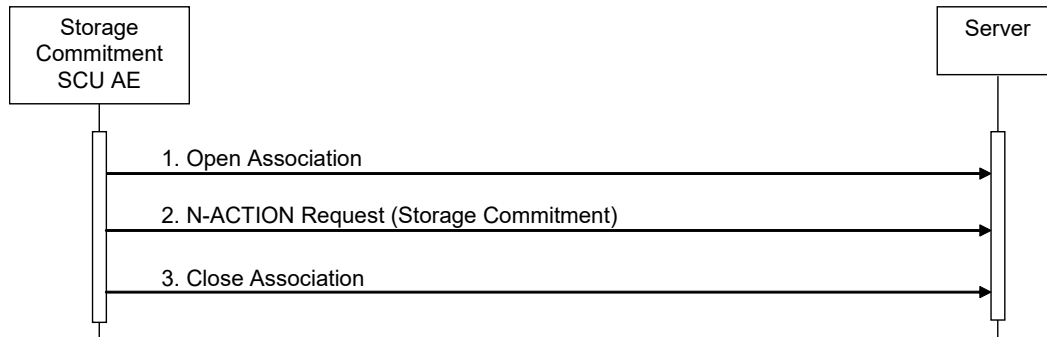 Storage
Commitment
SCU AE
Server
1. Open Association
2. N-ACTION Request (Storage Commitment)
3. Close Association